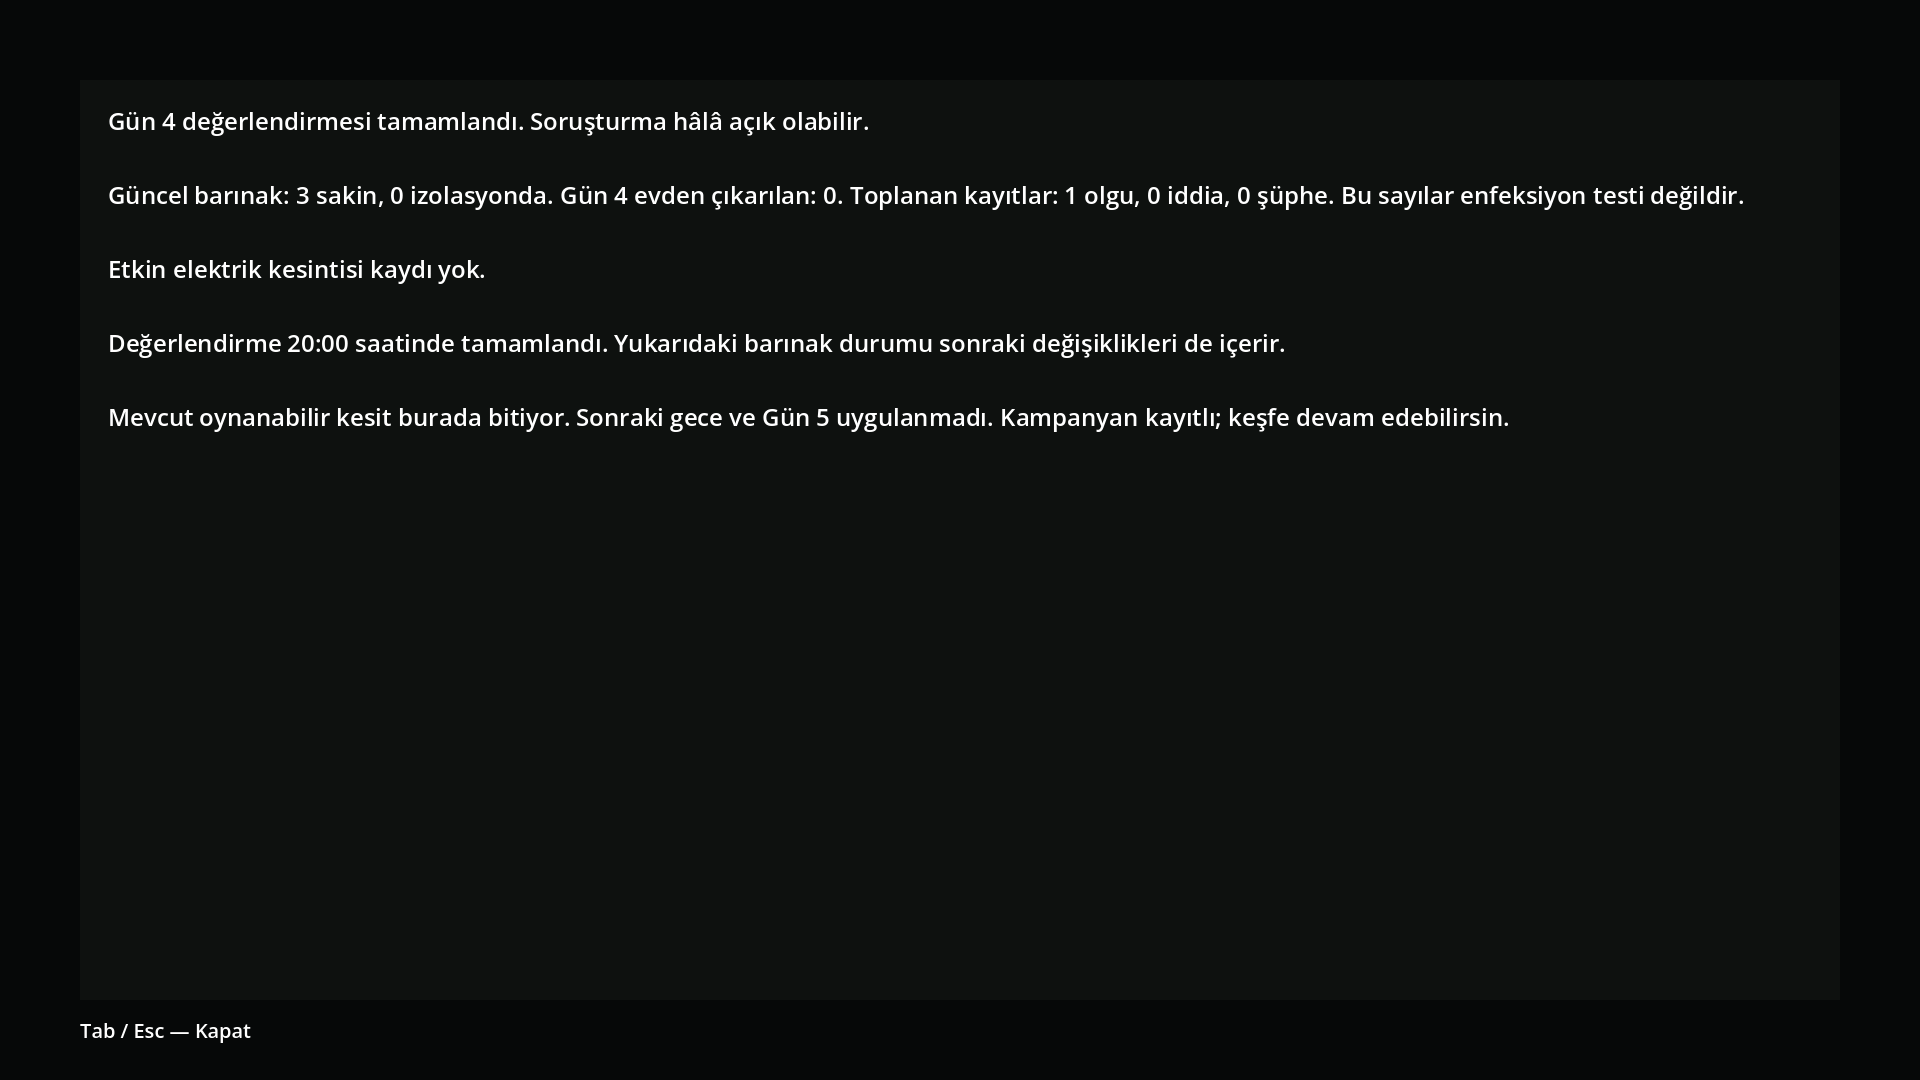 Gün 4 değerlendirmesi tamamlandı. Soruşturma hâlâ açık olabilir.
Güncel barınak: 3 sakin, 0 izolasyonda. Gün 4 evden çıkarılan: 0. Toplanan kayıtlar: 1 olgu, 0 iddia, 0 şüphe. Bu sayılar enfeksiyon testi değildir.
Etkin elektrik kesintisi kaydı yok.
Değerlendirme 20:00 saatinde tamamlandı. Yukarıdaki barınak durumu sonraki değişiklikleri de içerir.
Mevcut oynanabilir kesit burada bitiyor. Sonraki gece ve Gün 5 uygulanmadı. Kampanyan kayıtlı; keşfe devam edebilirsin.
Tab / Esc — Kapat